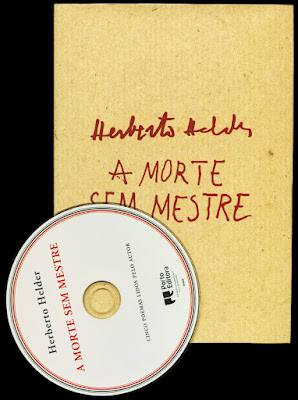 Herberto Helder
A MORTE
SEM MESTRE
Herberto Helder
A MORTE SEM MESTRE
CINCO POEMAS LIDOS PELO AUTOR
Porto
Editora